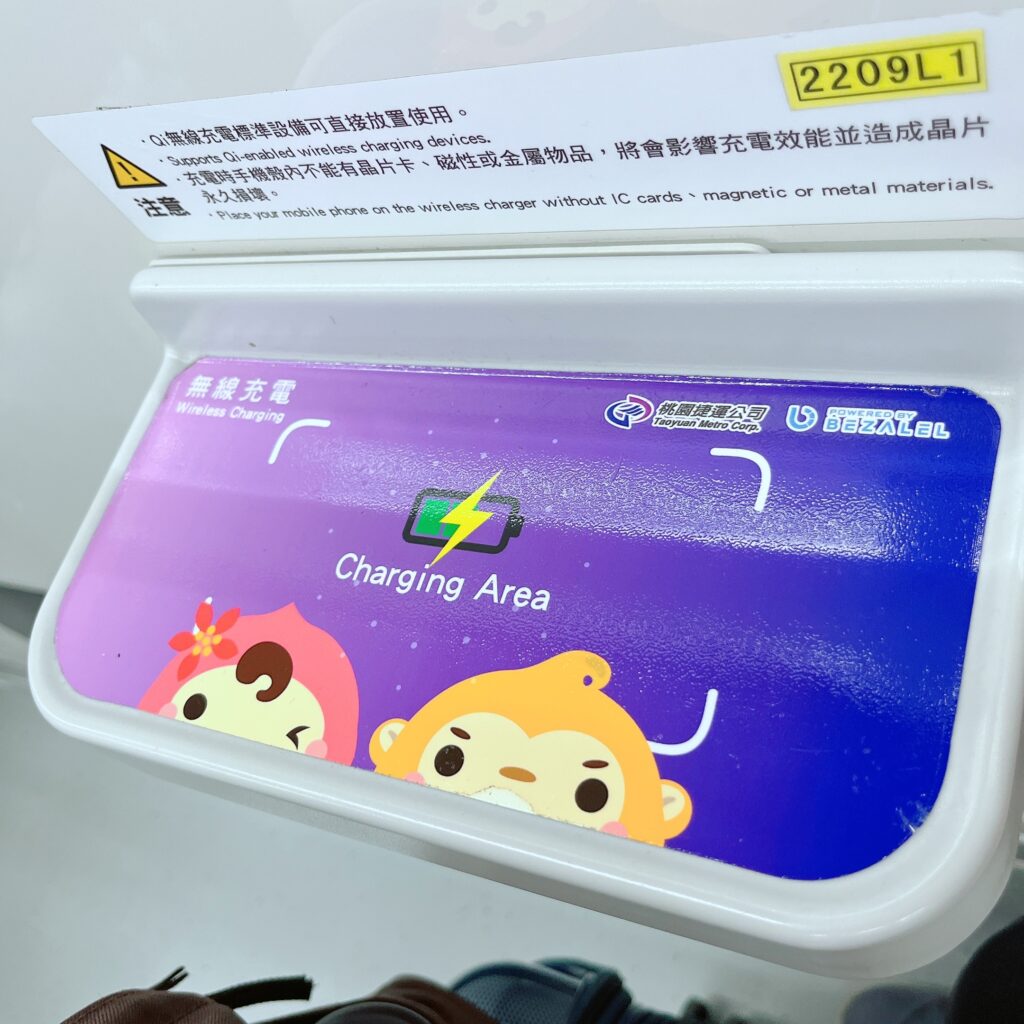 2209L1
·Qi無線充電標準設備可直接放置使用。
·Supports Qi-enabled wireless charging devices.
·充電時手機殼內不能有晶片卡、磁性或金屬物品,將會影響充電效能並造成晶片
永久損壞。
·Place your mobile phone on the wireless charger without IC cards、magnetic or metal materials.
注意
無線充電
Wireless Charging
桃園捷運公司
Taoyuan Metro Corp.
POWERED BY
BEZALEL
Charging Area